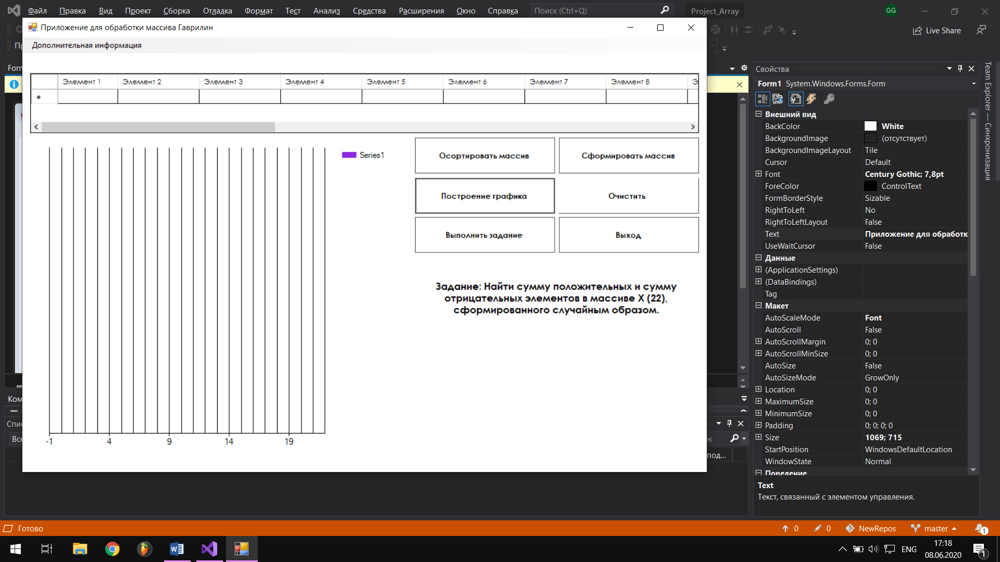 Файл Правка Вид Проект Сборка Отладка Формат Тест Анализ Средства Расширения Окно Справка Поиск (Ctrl+Q) Project_Array GG
Приложение для обработки массива Гаврилин
Live Share
Дополнительная информация
Свойства
Form1 System.Windows.Forms.Form
Элемент 1 Элемент 2 Элемент 3 Элемент 4 Элемент 5 Элемент 6 Элемент 7 Элемент 8 Э
Series1
Осортировать массив
Сформировать массив
Построение графика
Очистить
Выполнить задание
Выход
Задание: Найти сумму положительных и сумму
отрицательных элементов в массиве X (22),
сформированного случайным образом.
-1 4 9 14 19
Внешний вид
BackColor White
BackgroundImage (отсутствует)
BackgroundImageLayout Tile
Cursor Default
Font Century Gothic; 7,8pt
ForeColor ControlText
FormBorderStyle Sizable
RightToLeft No
RightToLeftLayout False
Text Приложение для обработк
UseWaitCursor False
Данные
(ApplicationSettings)
(DataBindings)
Tag
Макет
AutoScaleMode Font
AutoScroll False
AutoScrollMargin 0; 0
AutoScrollMinSize 0; 0
AutoSize False
AutoSizeMode GrowOnly
Location 0; 0
MaximumSize 0; 0
MinimumSize 0; 0
Padding 0; 0; 0; 0
Size 1069; 715
StartPosition WindowsDefaultLocation
WindowState Normal
Поведение
Text
Текст, связанный с элементом управления.
Team Explorer — Синхронизация
под...
Готово
0 0 NewRepos master 1
ENG
17:18
08.06.2020
1